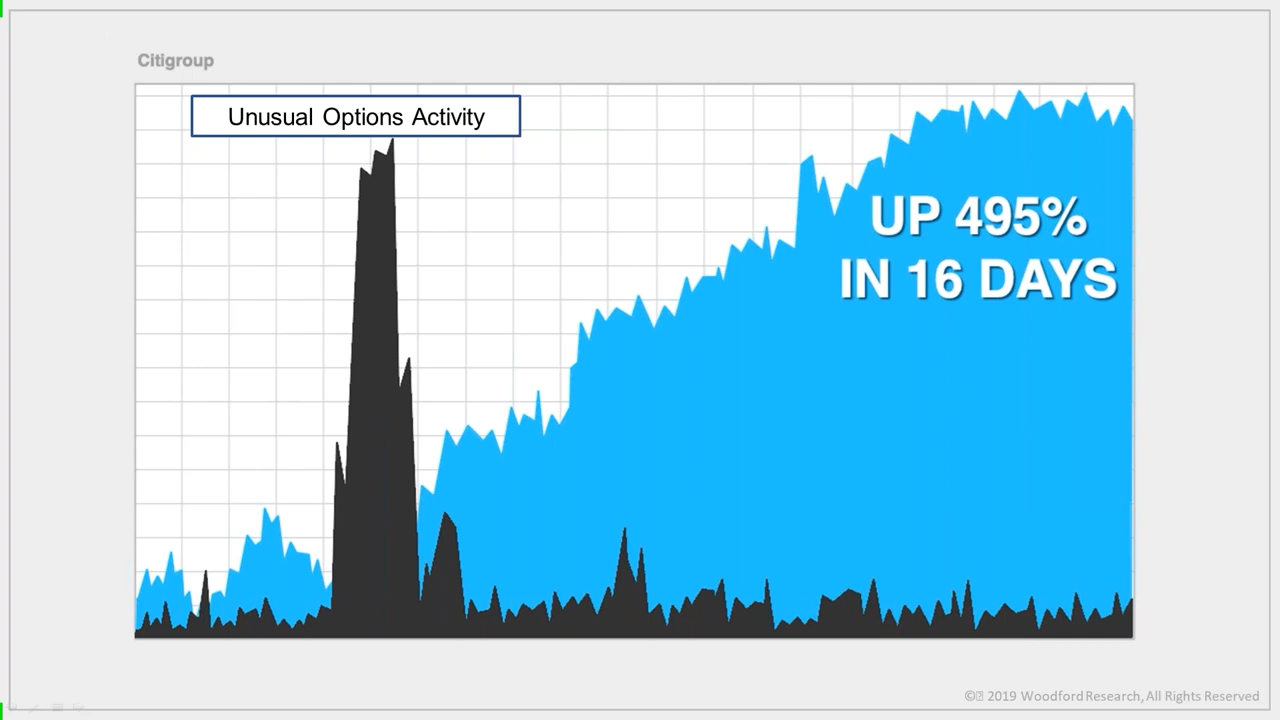 Citigroup
Unusual Options Activity
UP 495%
IN 16 DAYS
© 2019 Woodford Research, All Rights Reserved